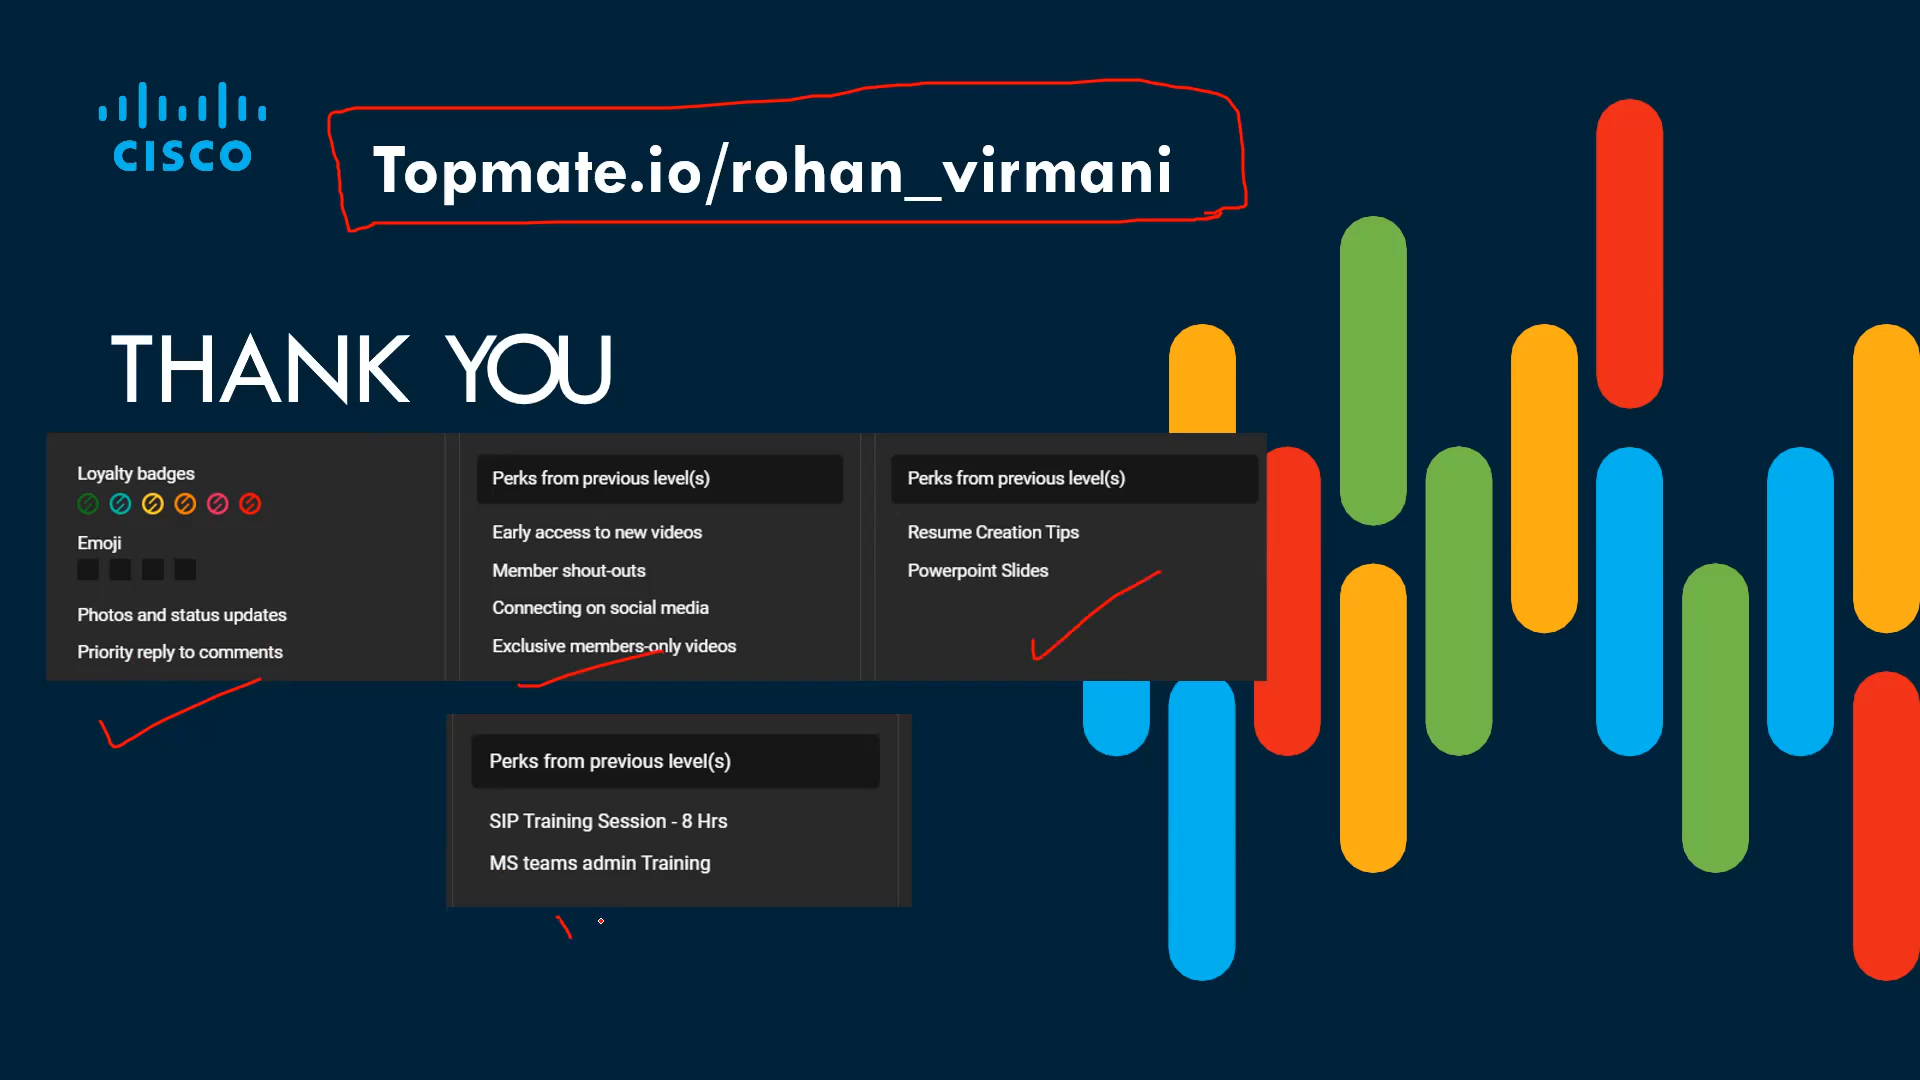 CISCO
Topmate.io/rohan_virmani
THANK YOU
Loyalty badges
Emoji
Photos and status updates
Priority reply to comments
Perks from previous level(s)
Early access to new videos
Member shout-outs
Connecting on social media
Exclusive members-only videos
Perks from previous level(s)
Resume Creation Tips
Powerpoint Slides
Perks from previous level(s)
SIP Training Session - 8 Hrs
MS teams admin Training